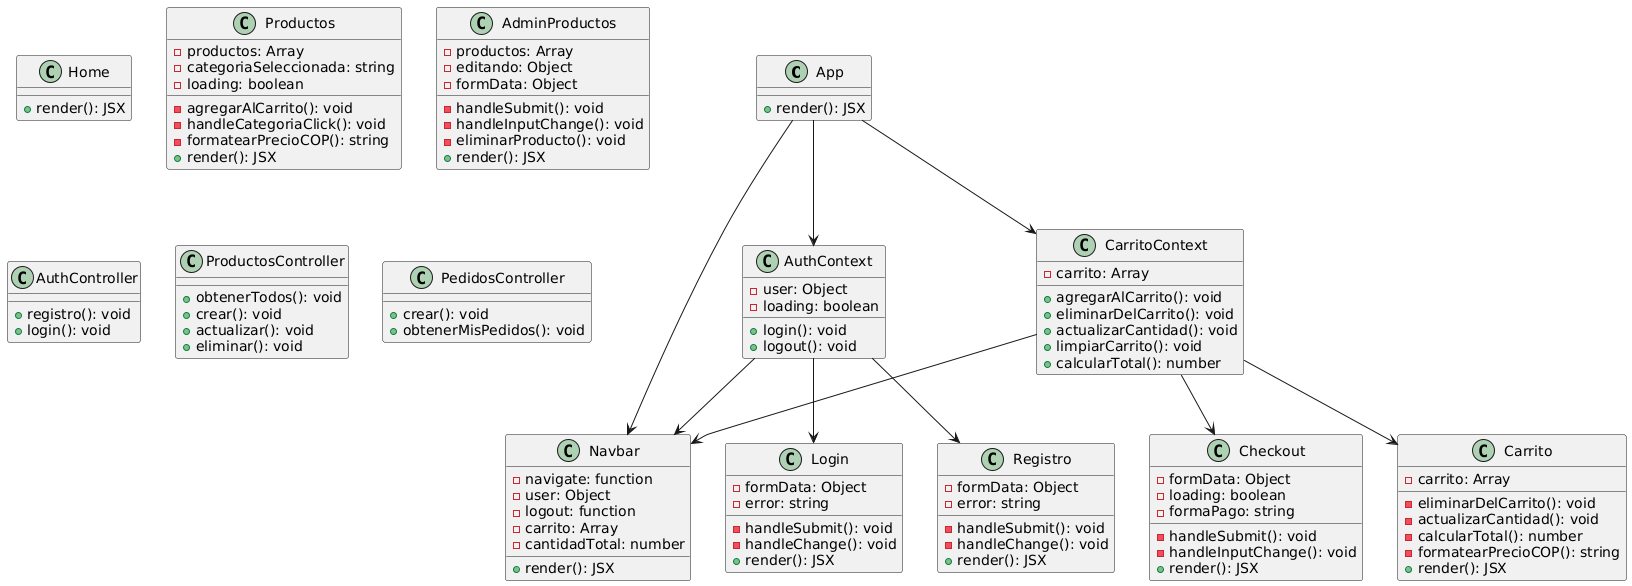 C Home
+ render(): JSX
C Productos
productos: Array
categoriaSeleccionada: string
loading: boolean
agregarAlCarrito(): void
handleCategoriaClick(): void
formatearPrecioCOP(): string
render(): JSX
C AdminProductos
productos: Array
editando: Object
formData: Object
handleSubmit(): void
handleInputChange(): void
eliminarProducto(): void
render(): JSX
C App
render(): JSX
C AuthController
registro(): void
login(): void
C ProductosController
obtenerTodos(): void
crear(): void
actualizar(): void
eliminar(): void
C PedidosController
crear(): void
obtenerMisPedidos(): void
C AuthContext
user: Object
loading: boolean
login(): void
logout(): void
C CarritoContext
carrito: Array
agregarAlCarrito(): void
eliminarDelCarrito(): void
actualizarCantidad(): void
limpiarCarrito(): void
calcularTotal(): number
C Navbar
navigate: function
user: Object
logout: function
carrito: Array
cantidadTotal: number
render(): JSX
C Login
formData: Object
error: string
handleSubmit(): void
handleChange(): void
render(): JSX
C Registro
formData: Object
error: string
handleSubmit(): void
handleChange(): void
render(): JSX
C Checkout
formData: Object
loading: boolean
formaPago: string
handleSubmit(): void
handleInputChange(): void
render(): JSX
C Carrito
carrito: Array
eliminarDelCarrito(): void
actualizarCantidad(): void
calcularTotal(): number
formatearPrecioCOP(): string
render(): JSX